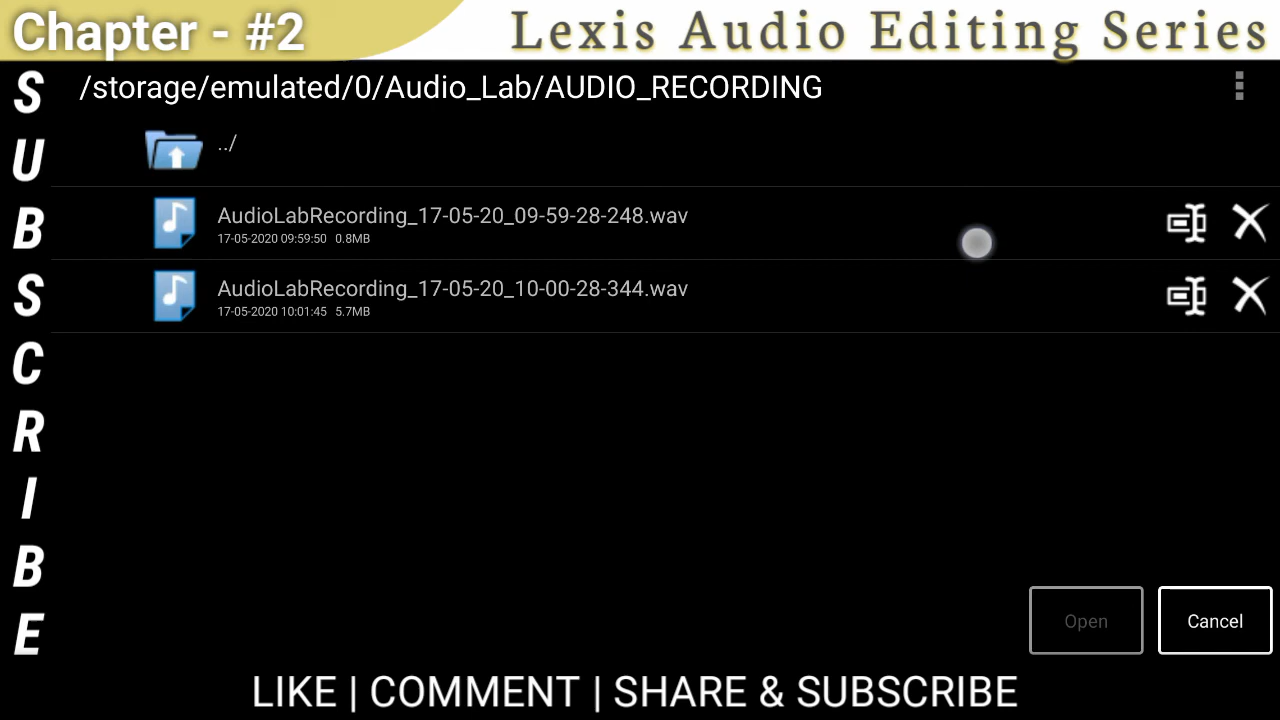 Chapter - #2
Lexis Audio Editing Series
/storage/emulated/0/Audio_Lab/AUDIO_RECORDING
../
AudioLabRecording_17-05-20_09-59-28-248.wav
17-05-2020 09:59:50 0.8MB
AudioLabRecording_17-05-20_10-00-28-344.wav
17-05-2020 10:01:45 5.7MB
Open
Cancel
SUBSCRIBE
LIKE | COMMENT | SHARE & SUBSCRIBE